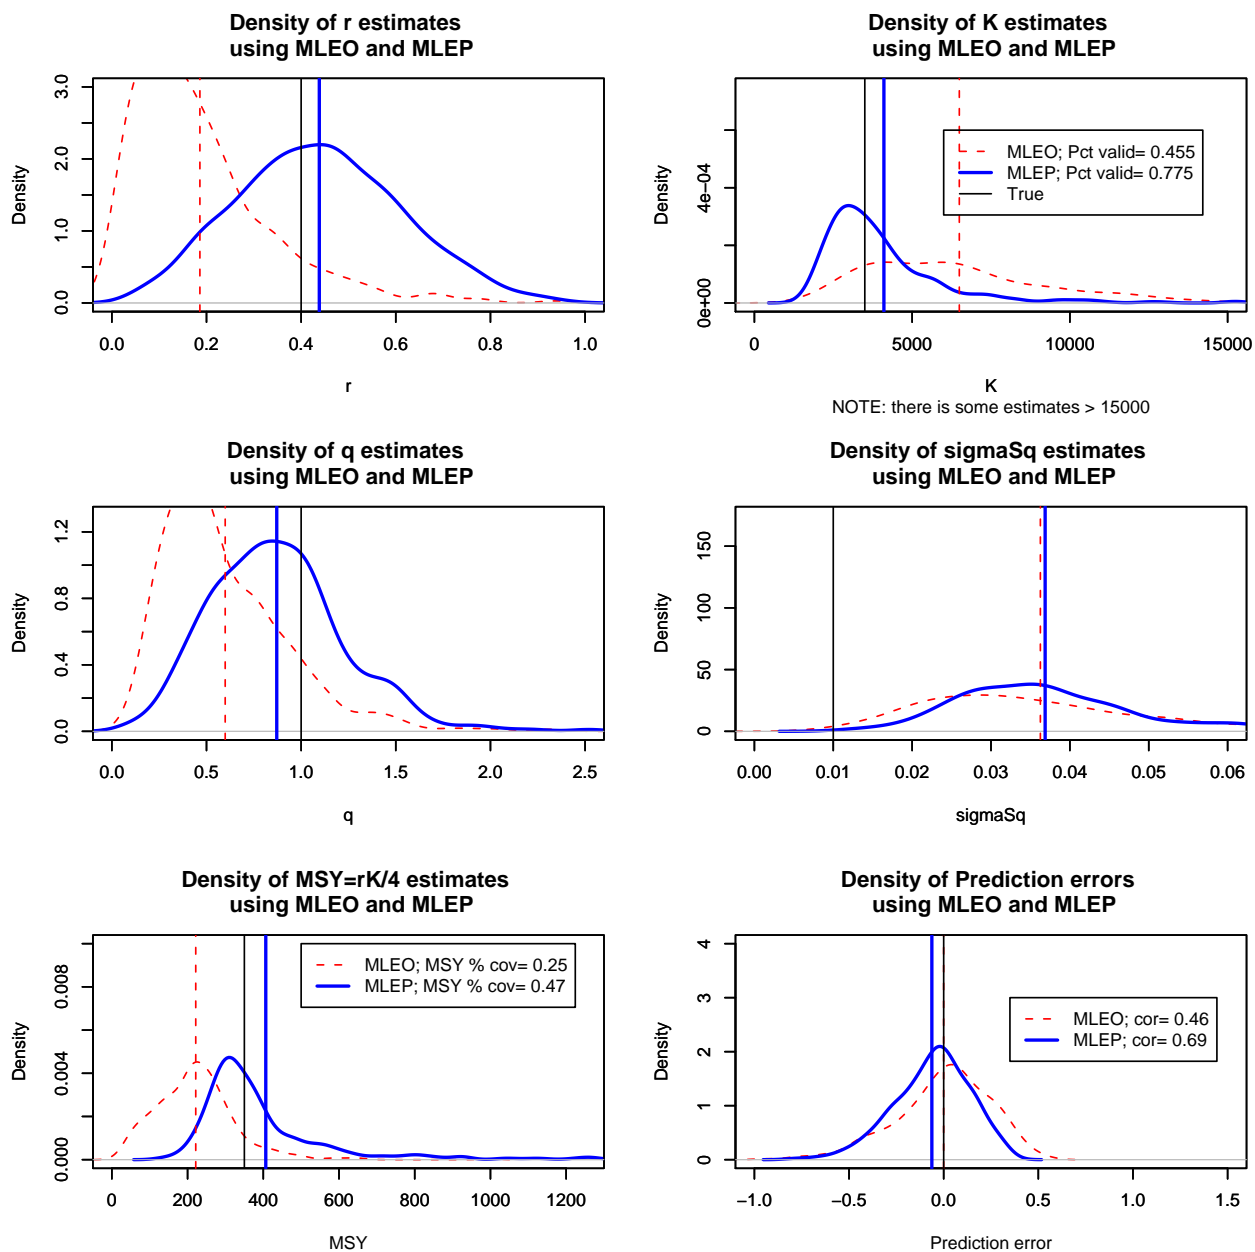 Density of r estimates
using MLEO and MLEP
Density
0.0
1.0
2.0
3.0
0.0 0.2 0.4 0.6 0.8 1.0
r
Density of K estimates
using MLEO and MLEP
Density
0e+00
4e−04
MLEO; Pct valid= 0.455
MLEP; Pct valid= 0.775
True
0 5000 10000 15000
K
NOTE: there is some estimates > 15000
Density of q estimates
using MLEO and MLEP
Density
0.0
0.4
0.8
1.2
0.0 0.5 1.0 1.5 2.0 2.5
q
Density of sigmaSq estimates
using MLEO and MLEP
Density
0
50
100
150
0.00 0.01 0.02 0.03 0.04 0.05 0.06
sigmaSq
Density of MSY=rK/4 estimates
using MLEO and MLEP
Density
0.000
0.004
0.008
MLEO; MSY % cov= 0.25
MLEP; MSY % cov= 0.47
0 200 400 600 800 1000 1200
MSY
Density of Prediction errors
using MLEO and MLEP
Density
0
1
2
3
4
MLEO; cor= 0.46
MLEP; cor= 0.69
−1.0 −0.5 0.0 0.5 1.0 1.5
Prediction error